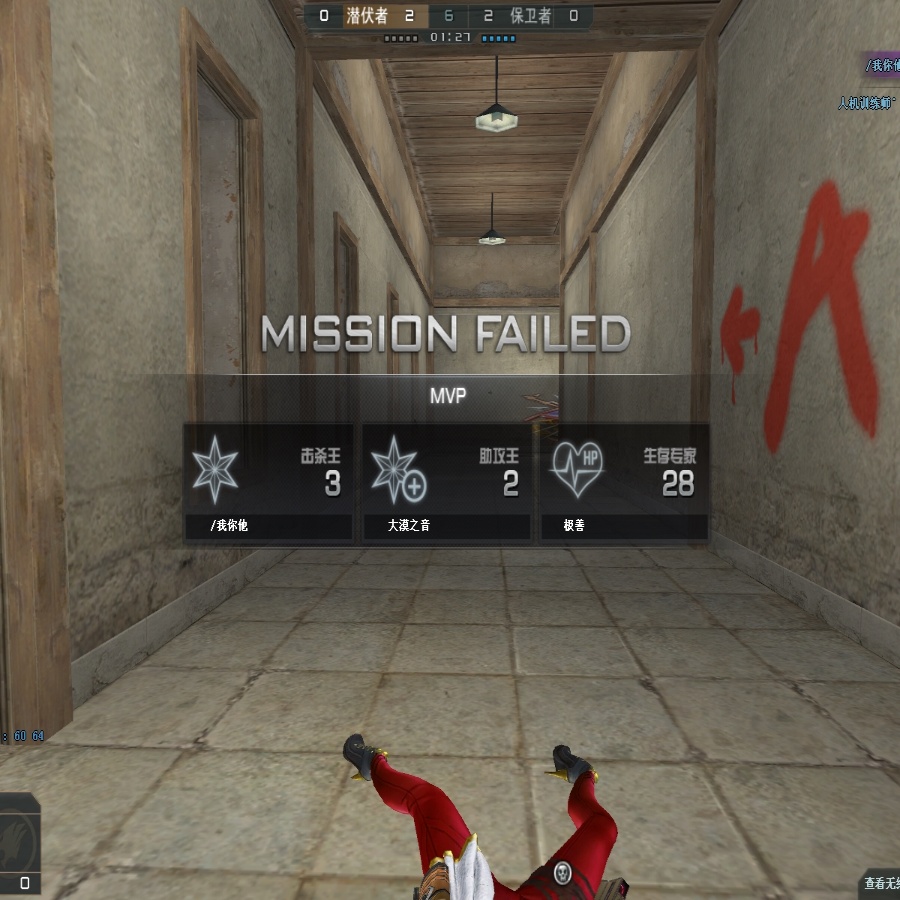 0 潜伏者 2 6 2 保卫者 0
01:27
/我你他
人机训练师
MISSION FAILED
MVP
击杀王
3
助攻王
2
HP
生存专家
28
/我你他
大漠之音
极善
A
: 60 64
0
查看无